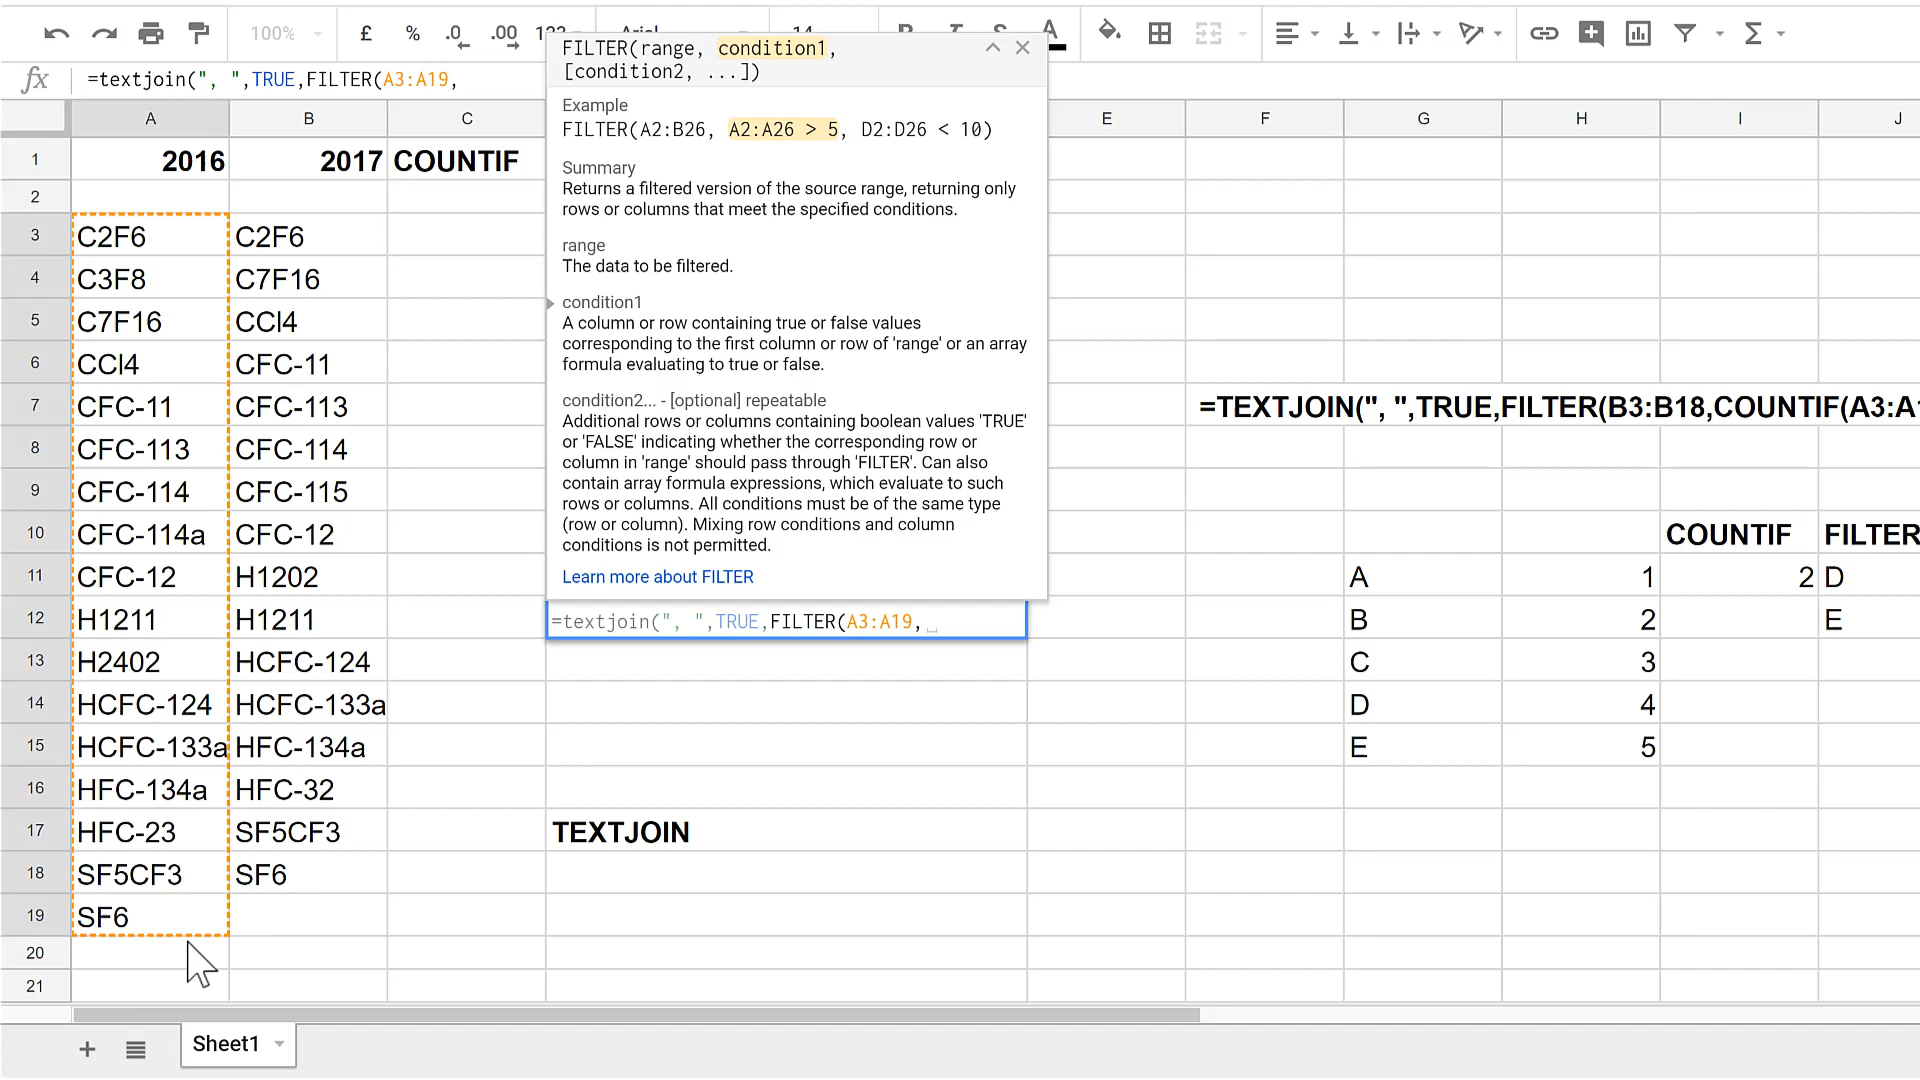 100% £ % .0 .00
=textjoin(", ",TRUE,FILTER(A3:A19,
FILTER(range, condition1,
[condition2, ...])
Example
FILTER(A2:B26, A2:A26 > 5, D2:D26 < 10)
Summary
Returns a filtered version of the source range, returning only
rows or columns that meet the specified conditions.
range
The data to be filtered.
condition1
A column or row containing true or false values
corresponding to the first column or row of 'range' or an array
formula evaluating to true or false.
condition2... - [optional] repeatable
Additional rows or columns containing boolean values 'TRUE'
or 'FALSE' indicating whether the corresponding row or
column in 'range' should pass through 'FILTER'. Can also
contain array formula expressions, which evaluate to such
rows or columns. All conditions must be of the same type
(row or column). Mixing row conditions and column
conditions is not permitted.
Learn more about FILTER
=textjoin(", ",TRUE,FILTER(A3:A19,
A B C E F G H I J
1 2016 2017 COUNTIF
2
3 C2F6 C2F6
4 C3F8 C7F16
5 C7F16 CCl4
6 CCl4 CFC-11
7 CFC-11 CFC-113 =TEXTJOIN(", ",TRUE,FILTER(B3:B18,COUNTIF(A3:A1
8 CFC-113 CFC-114
9 CFC-114 CFC-115
10 CFC-114a CFC-12 COUNTIF FILTER
11 CFC-12 H1202 A 1 2 D
12 H1211 H1211 B 2 E
13 H2402 HCFC-124 C 3
14 HCFC-124 HCFC-133a D 4
15 HCFC-133a HFC-134a E 5
16 HFC-134a HFC-32
17 HFC-23 SF5CF3 TEXTJOIN
18 SF5CF3 SF6
19 SF6
20
21
Sheet1